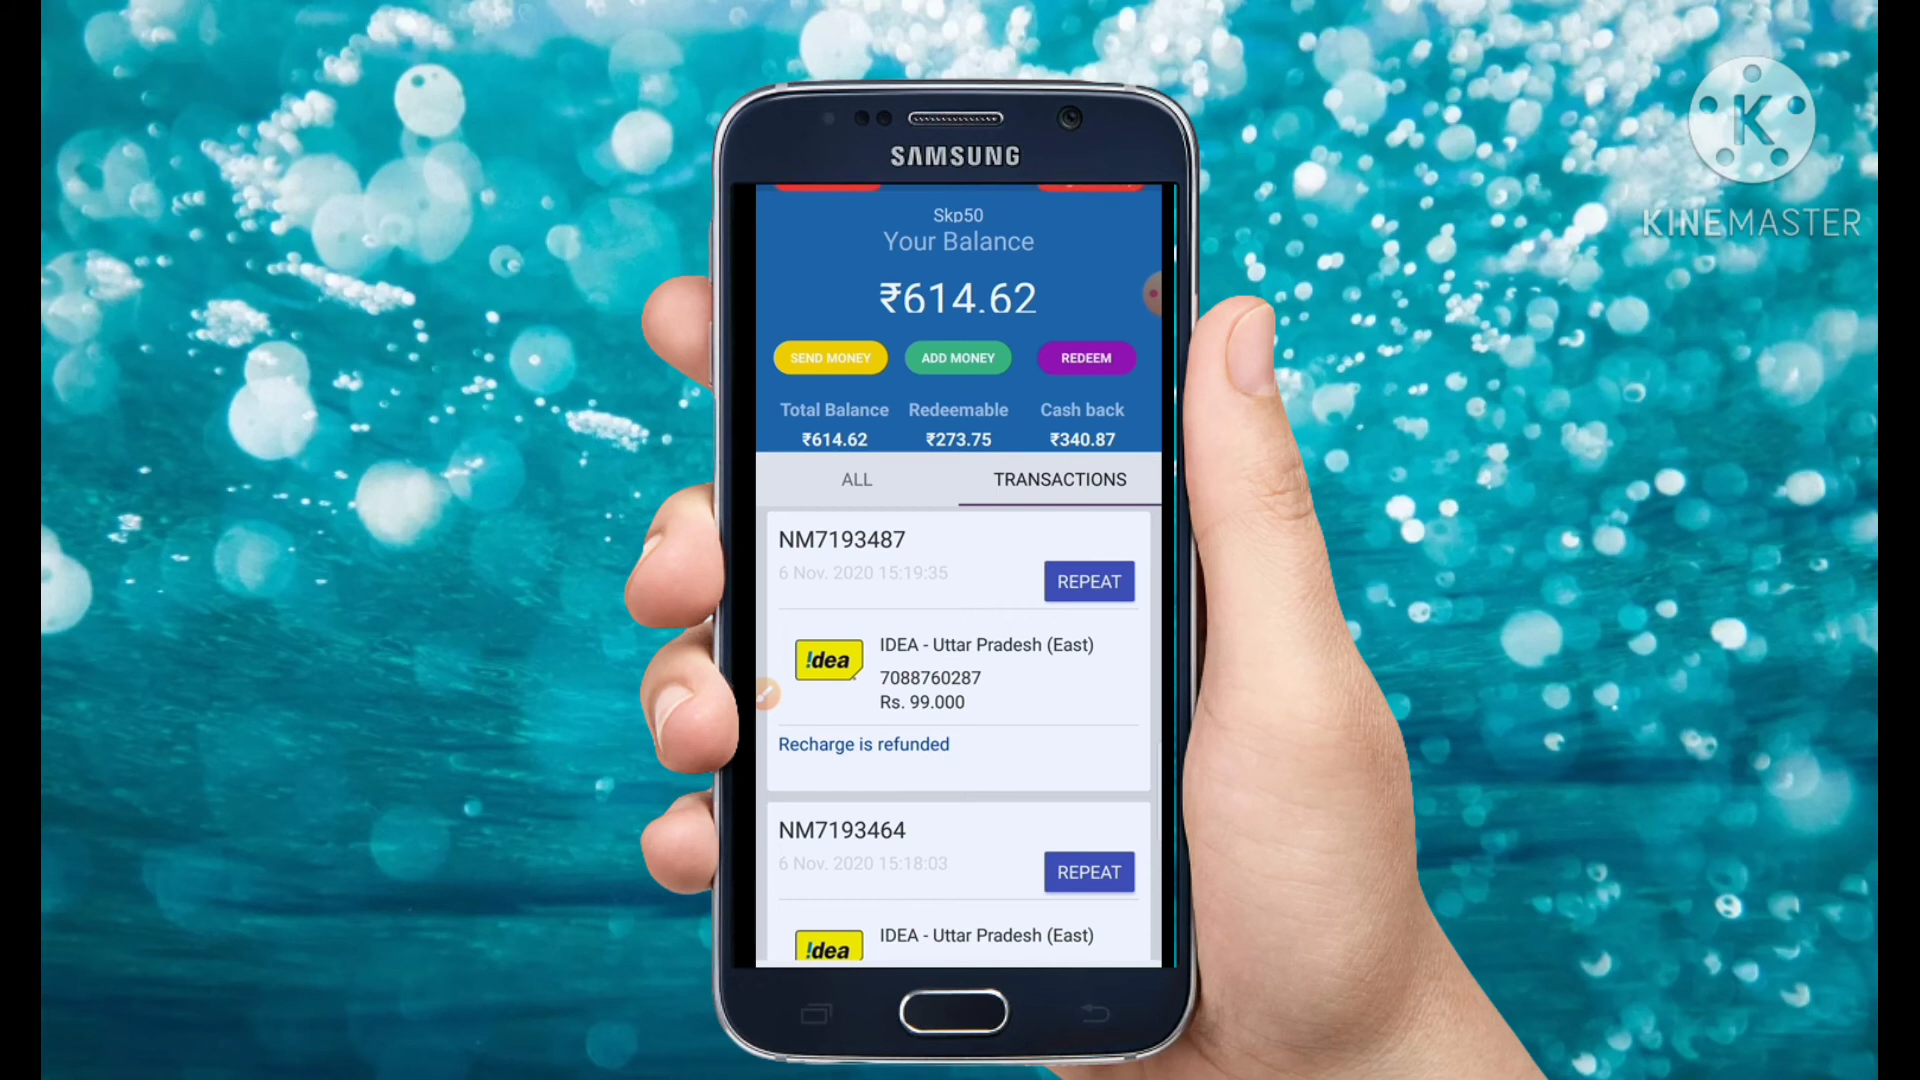 SAMSUNG
KINEMASTER
Skp50
Your Balance
₹614.62
SEND MONEY
ADD MONEY
REDEEM
Total Balance
Redeemable
Cash back
₹614.62
₹273.75
₹340.87
ALL
TRANSACTIONS
NM7193487
6 Nov. 2020 15:19:35
REPEAT
!dea
IDEA - Uttar Pradesh (East)
7088760287
Rs. 99.000
Recharge is refunded
NM7193464
6 Nov. 2020 15:18:03
REPEAT
!dea
IDEA - Uttar Pradesh (East)